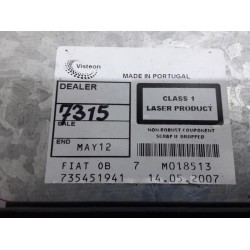 Visteon
MADE IN PORTUGAL
DEALER
7315
CLASS 1
LASER PRODUCT
SALE
NON ROBUST COMPONENT
SCRAP IF DROPPED
END MAY12
FIAT OB 7 M018513
735451941 14.05.2007